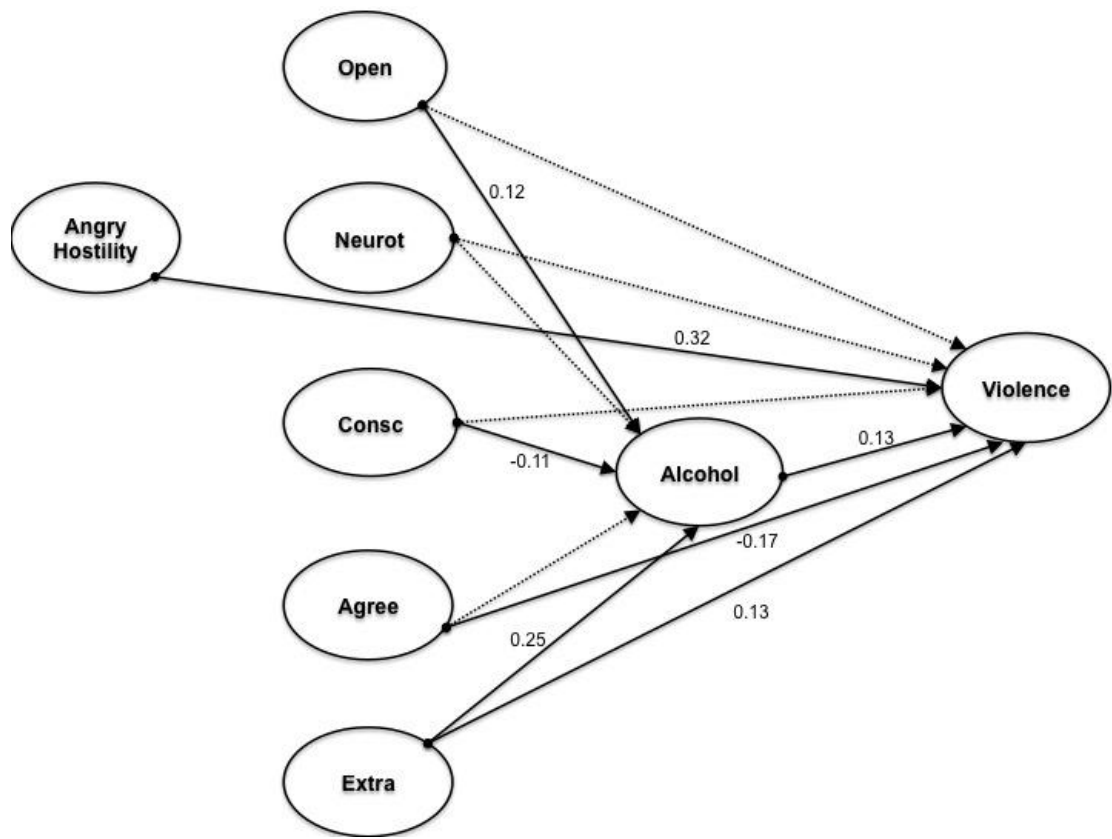 Open
0.12
Angry
Hostility
Neurot
0.32
Violence
Consc
-0.11
Alcohol
0.13
-0.17
Agree
0.25
0.13
Extra